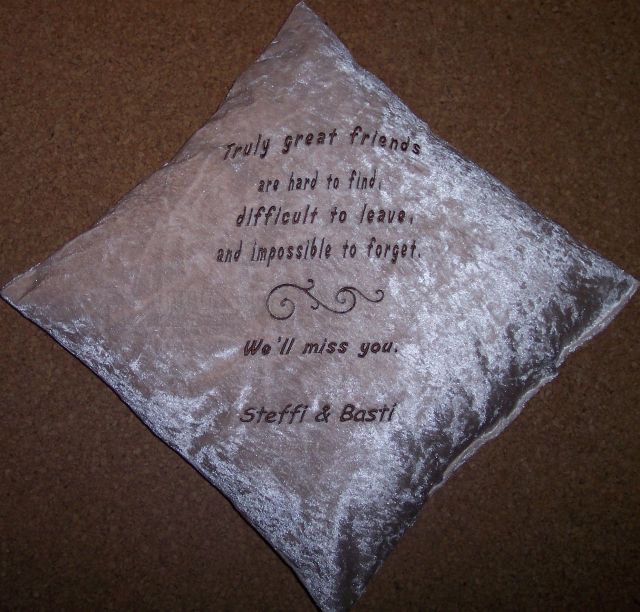 Truly great friends
are hard to find,
difficult to leave,
and impossible to forget.
We'll miss you.
Steffi & Basti